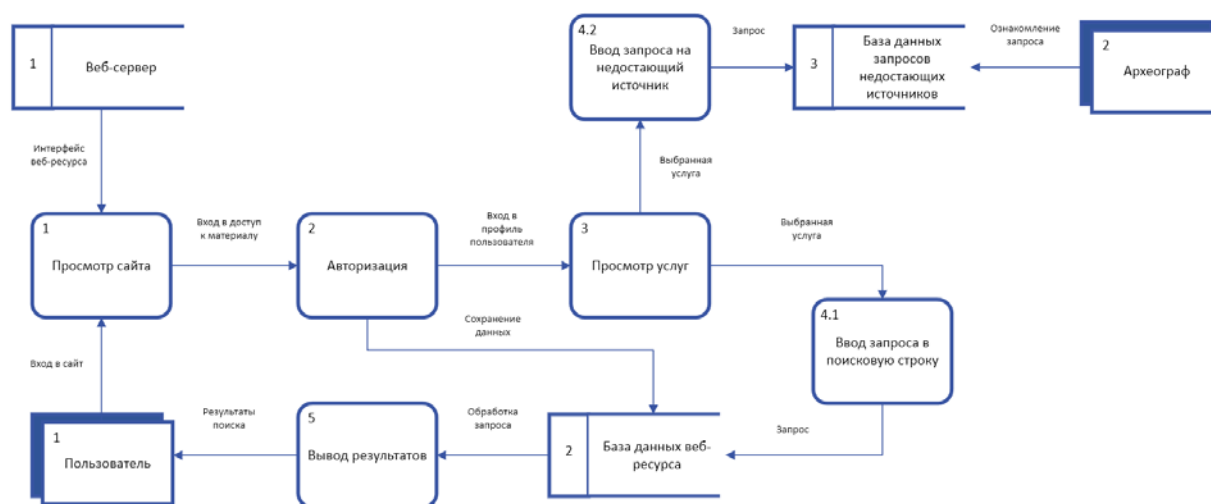 4.2
Ввод запроса на
недостающий
источник
Запрос
3
База данных
запросов
недостающих
источников
Ознакомление
запроса
2
Археограф
1
Веб-сервер
Интерфейс
веб-ресурса
Выбранная
услуга
1
Просмотр сайта
Вход в доступ
к материалу
2
Авторизация
Вход в
профиль
пользователя
3
Просмотр услуг
Выбранная
услуга
4.1
Ввод запроса в
поисковую строку
Сохранение
данных
Вход в сайт
1
Пользователь
Результаты
поиска
5
Вывод результатов
Обработка
запроса
2
База данных веб-
ресурса
Запрос